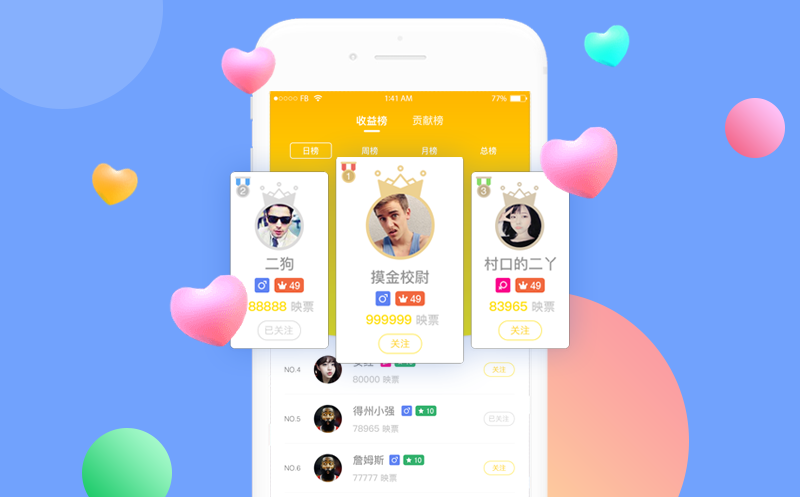 FB 1:41 AM 77%
收益榜 贡献榜
日榜 周榜 月榜 总榜
2
二狗
49
88888 映票
已关注
1
摸金校尉
49
999999 映票
关注
3
村口的二丫
49
83965 映票
关注
NO.4
80000 映票
关注
NO.5
得州小强 10
78965 映票
已关注
NO.6
詹姆斯 10
77777 映票
关注